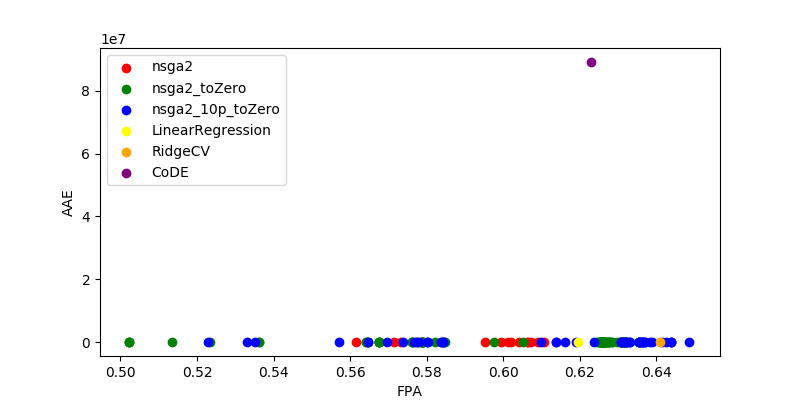 1e7
nsga2
nsga2_toZero
nsga2_10p_toZero
LinearRegression
RidgeCV
CoDE
8
6
4
2
0
AAE
0.50 0.52 0.54 0.56 0.58 0.60 0.62 0.64
FPA